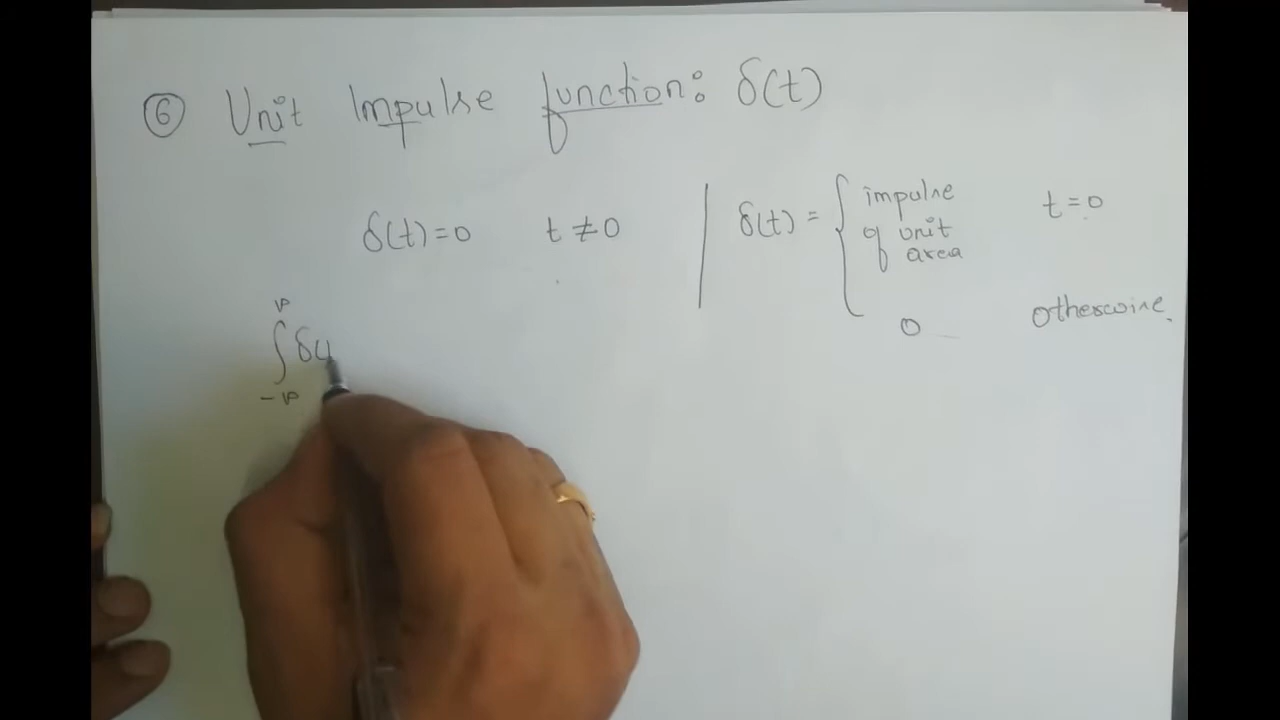 ⑥ Unit Impulse function: δ(t)
δ(t)=0 t ≠ 0
δ(t) = { impulse of unit area t=0
0 otherwise.
∞
∫ δ
-∞